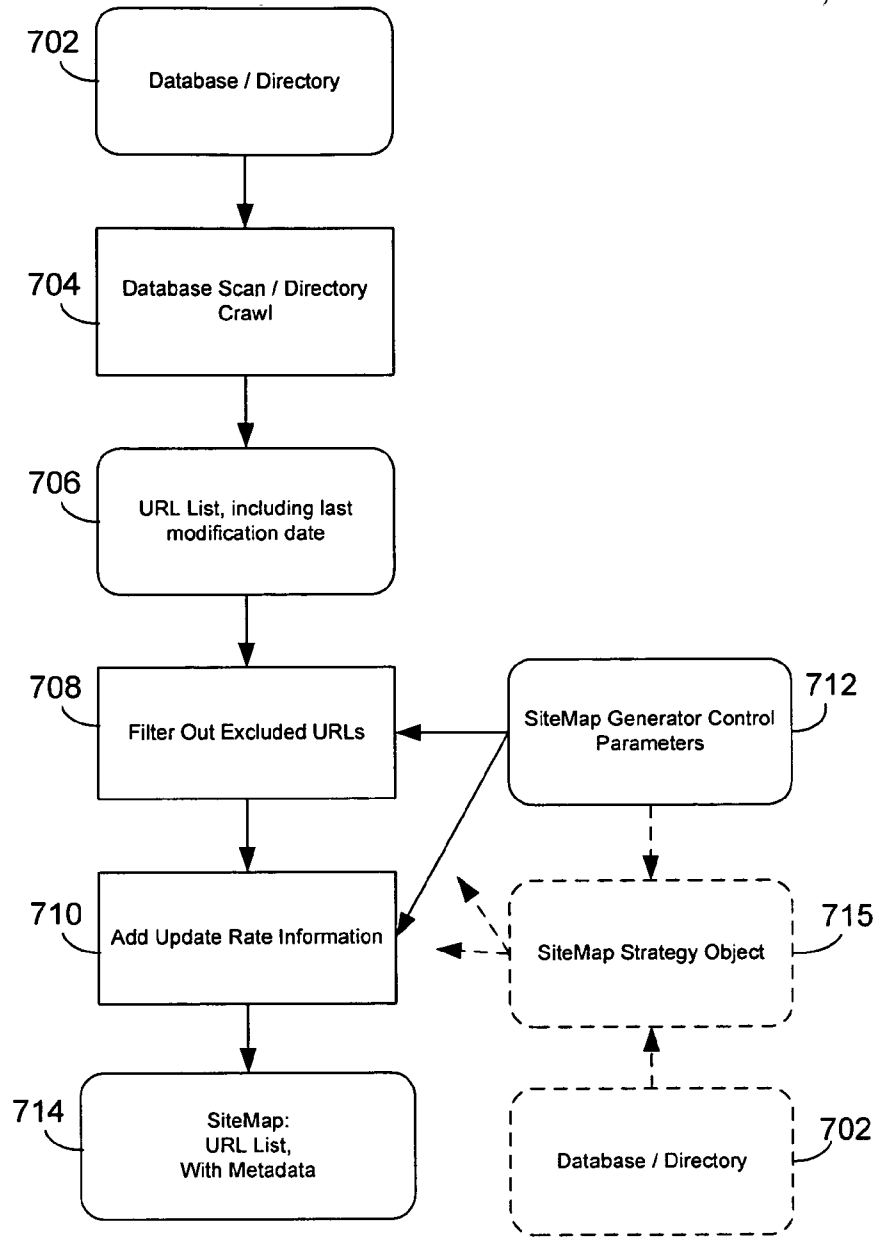 702
Database / Directory
704
Database Scan / Directory
Crawl
706
URL List, including last
modification date
708
Filter Out Excluded URLs
SiteMap Generator Control
Parameters
712
710
Add Update Rate Information
SiteMap Strategy Object
715
714
SiteMap:
URL List,
With Metadata
Database / Directory
702